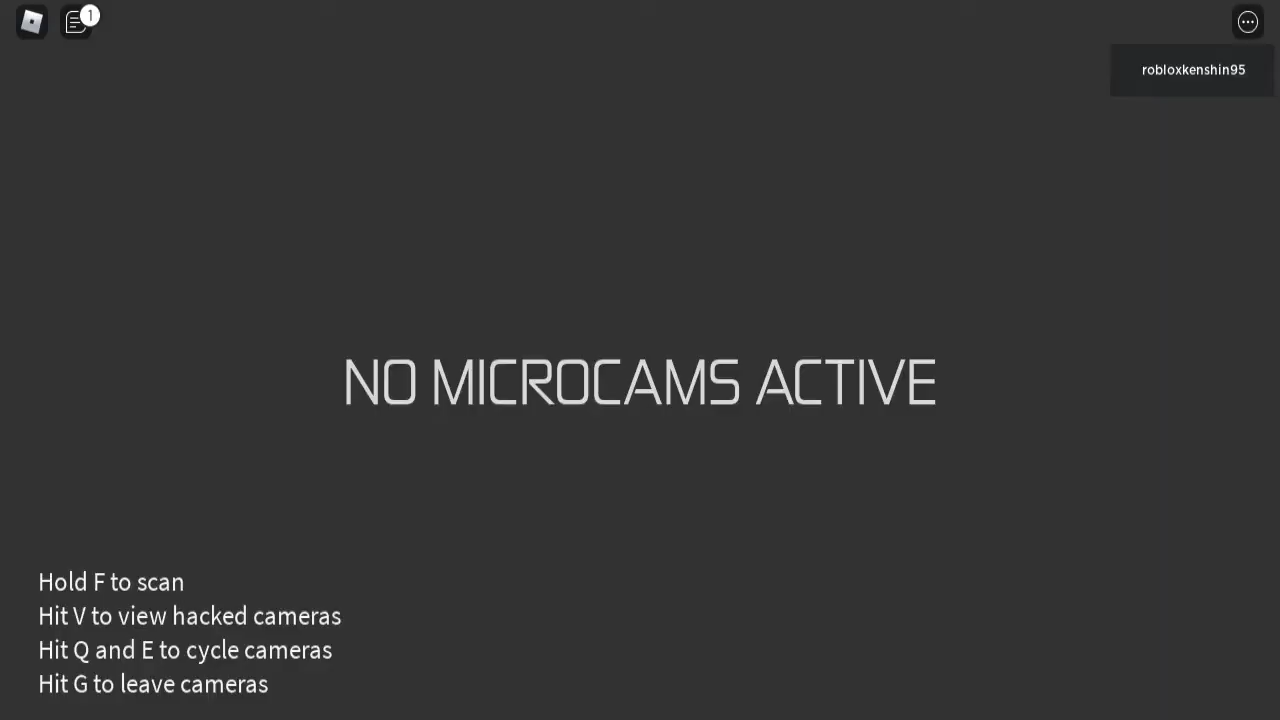 1
robloxkenshin95
NO MICROCAMS ACTIVE
Hold F to scan
Hit V to view hacked cameras
Hit Q and E to cycle cameras
Hit G to leave cameras